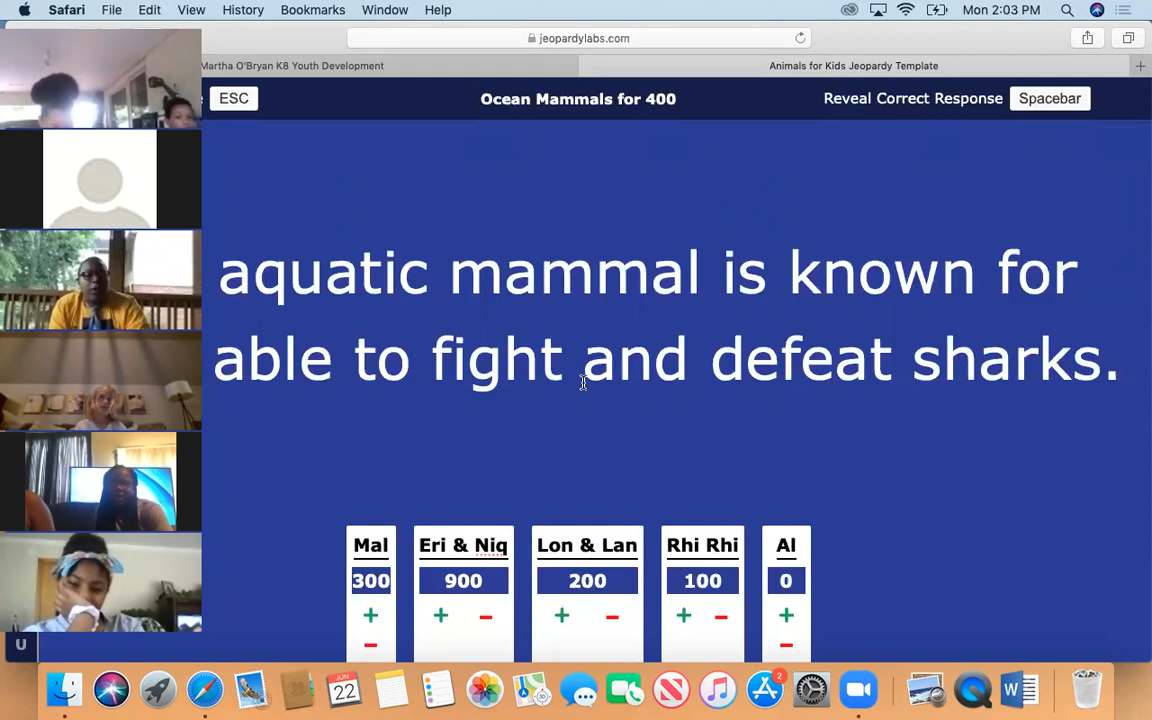 Safari File Edit View History Bookmarks Window Help Mon 2:03 PM
jeopardylabs.com
Martha O'Bryan K8 Youth Development Animals for Kids Jeopardy Template
ESC Ocean Mammals for 400 Reveal Correct Response Spacebar
aquatic mammal is known for
able to fight and defeat sharks.
Mal Eri & Niq Lon & Lan Rhi Rhi Al
300 900 200 100 0
+ + - + - + - +
- -
U
JUN
22
2
W